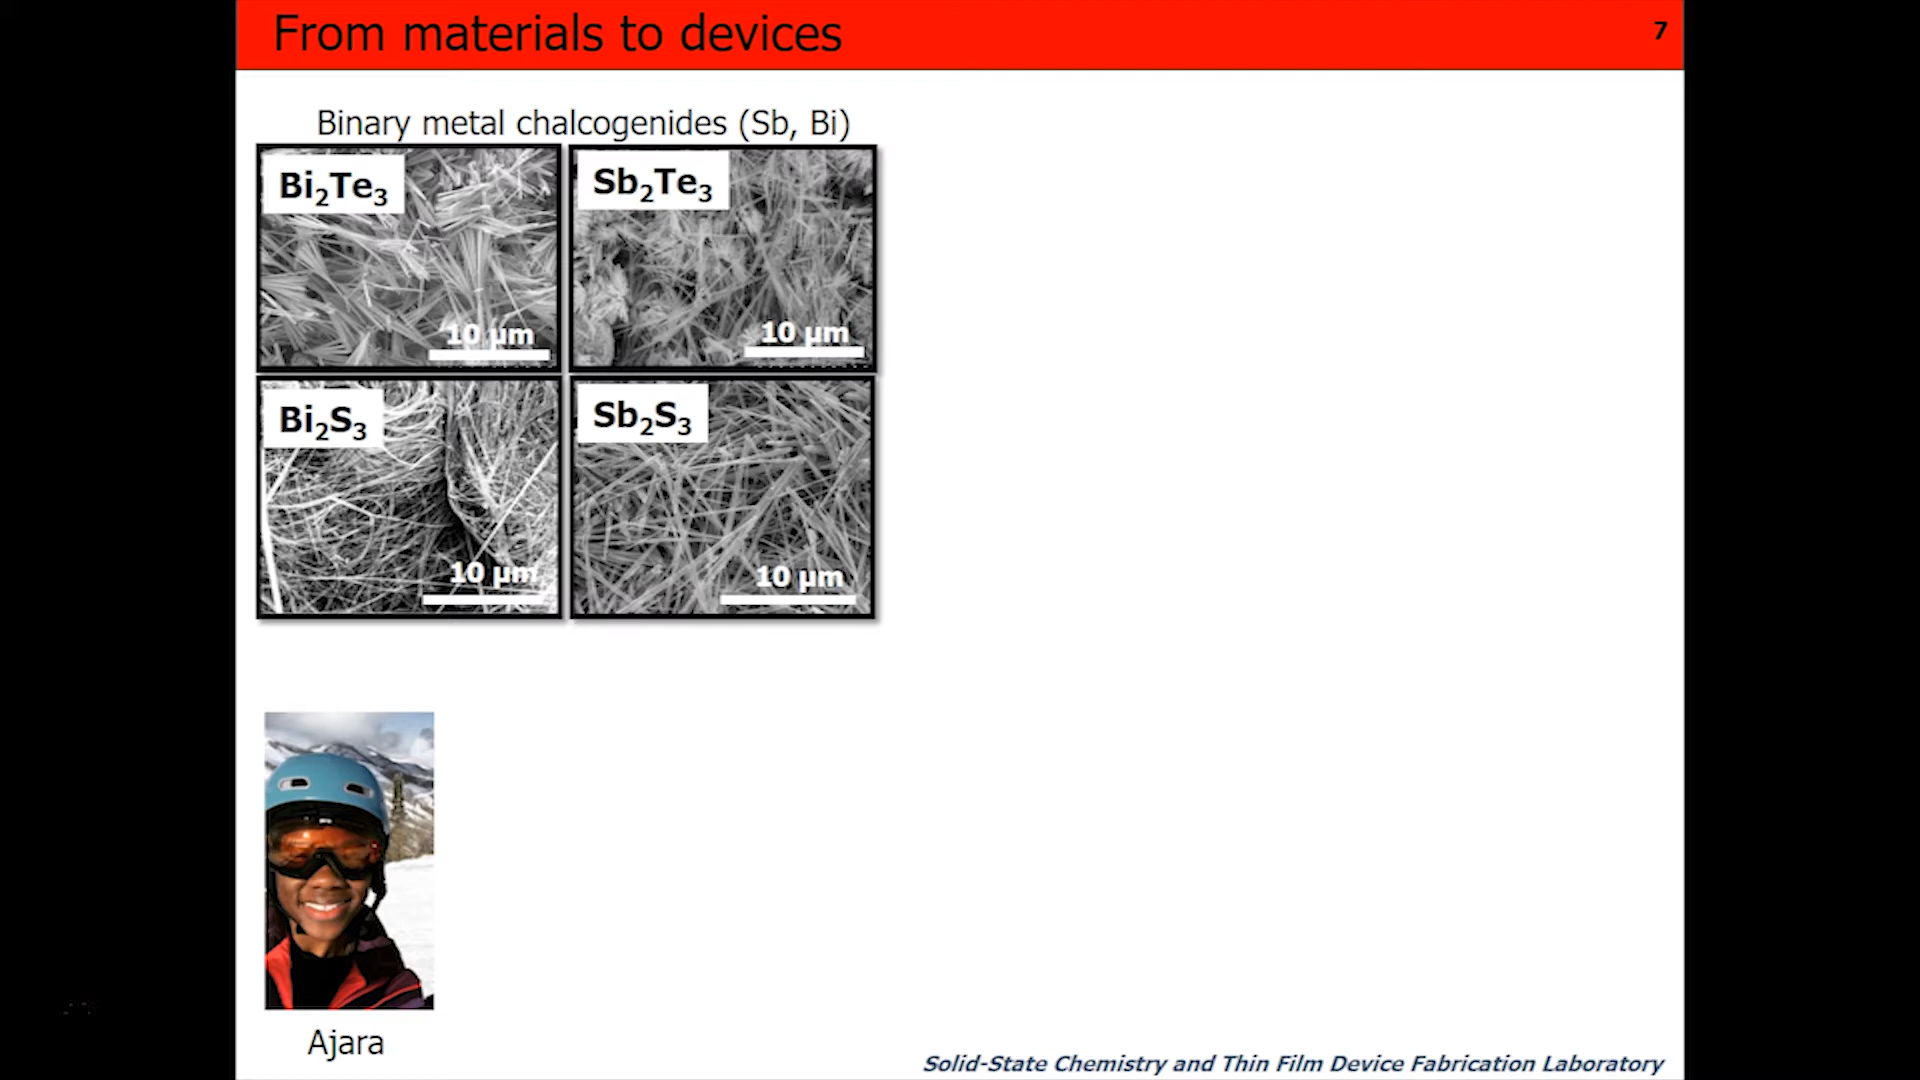 From materials to devices
7
Binary metal chalcogenides (Sb, Bi)
Bi₂Te₃
Sb₂Te₃
10 μm
10 μm
Bi₂S₃
Sb₂S₃
10 μm
10 μm
Ajara
Solid-State Chemistry and Thin Film Device Fabrication Laboratory